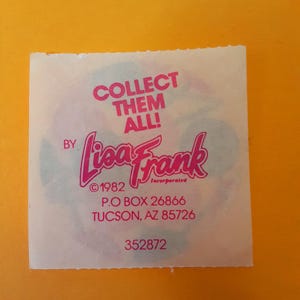 COLLECT
THEM
ALL!
BY Lisa Frank
Incorporated
©1982
P.O BOX 26866
TUCSON, AZ 85726
352872